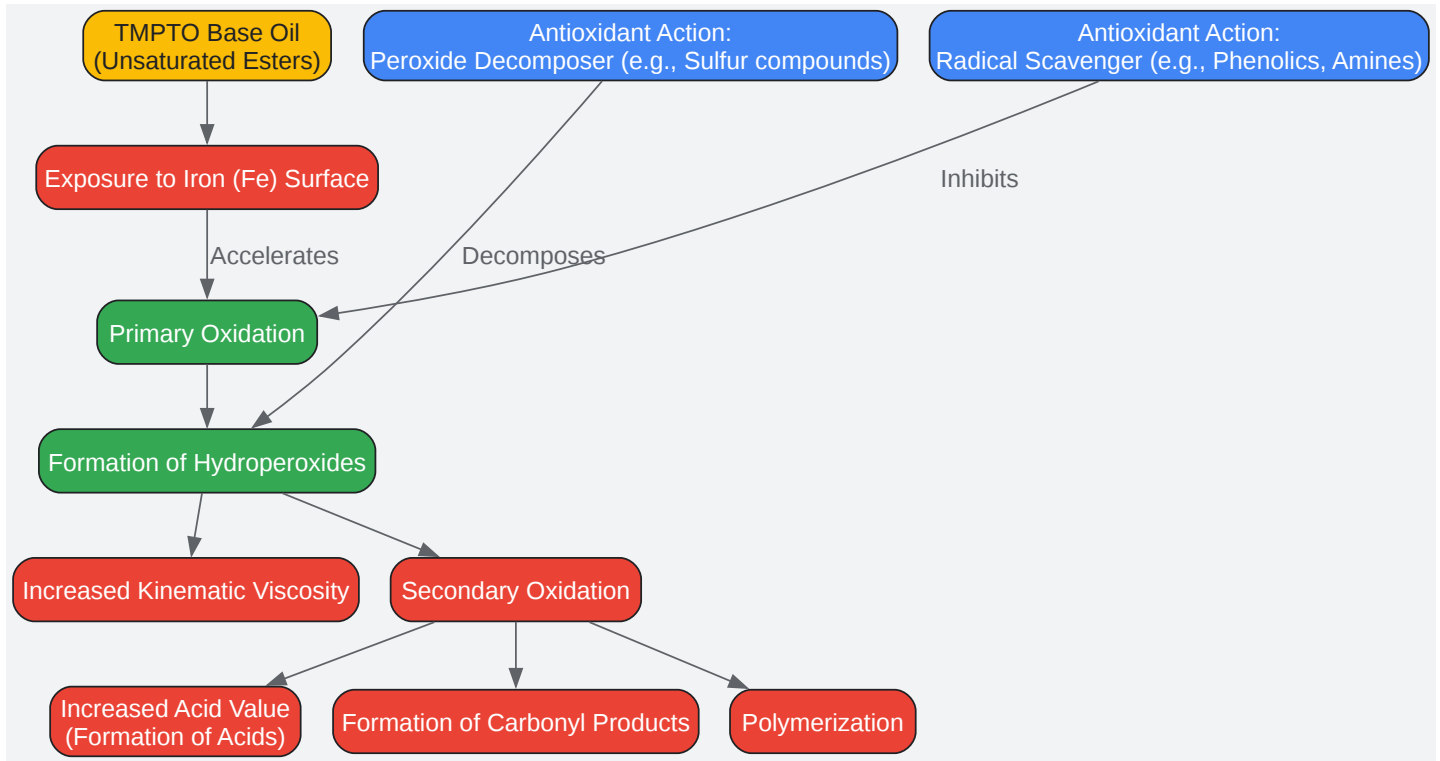 TMPTO Base Oil
(Unsaturated Esters)
Antioxidant Action:
Peroxide Decomposer (e.g., Sulfur compounds)
Antioxidant Action:
Radical Scavenger (e.g., Phenolics, Amines)
Exposure to Iron (Fe) Surface
Inhibits
Accelerates
Decomposes
Primary Oxidation
Formation of Hydroperoxides
Increased Kinematic Viscosity
Secondary Oxidation
Increased Acid Value
(Formation of Acids)
Formation of Carbonyl Products
Polymerization